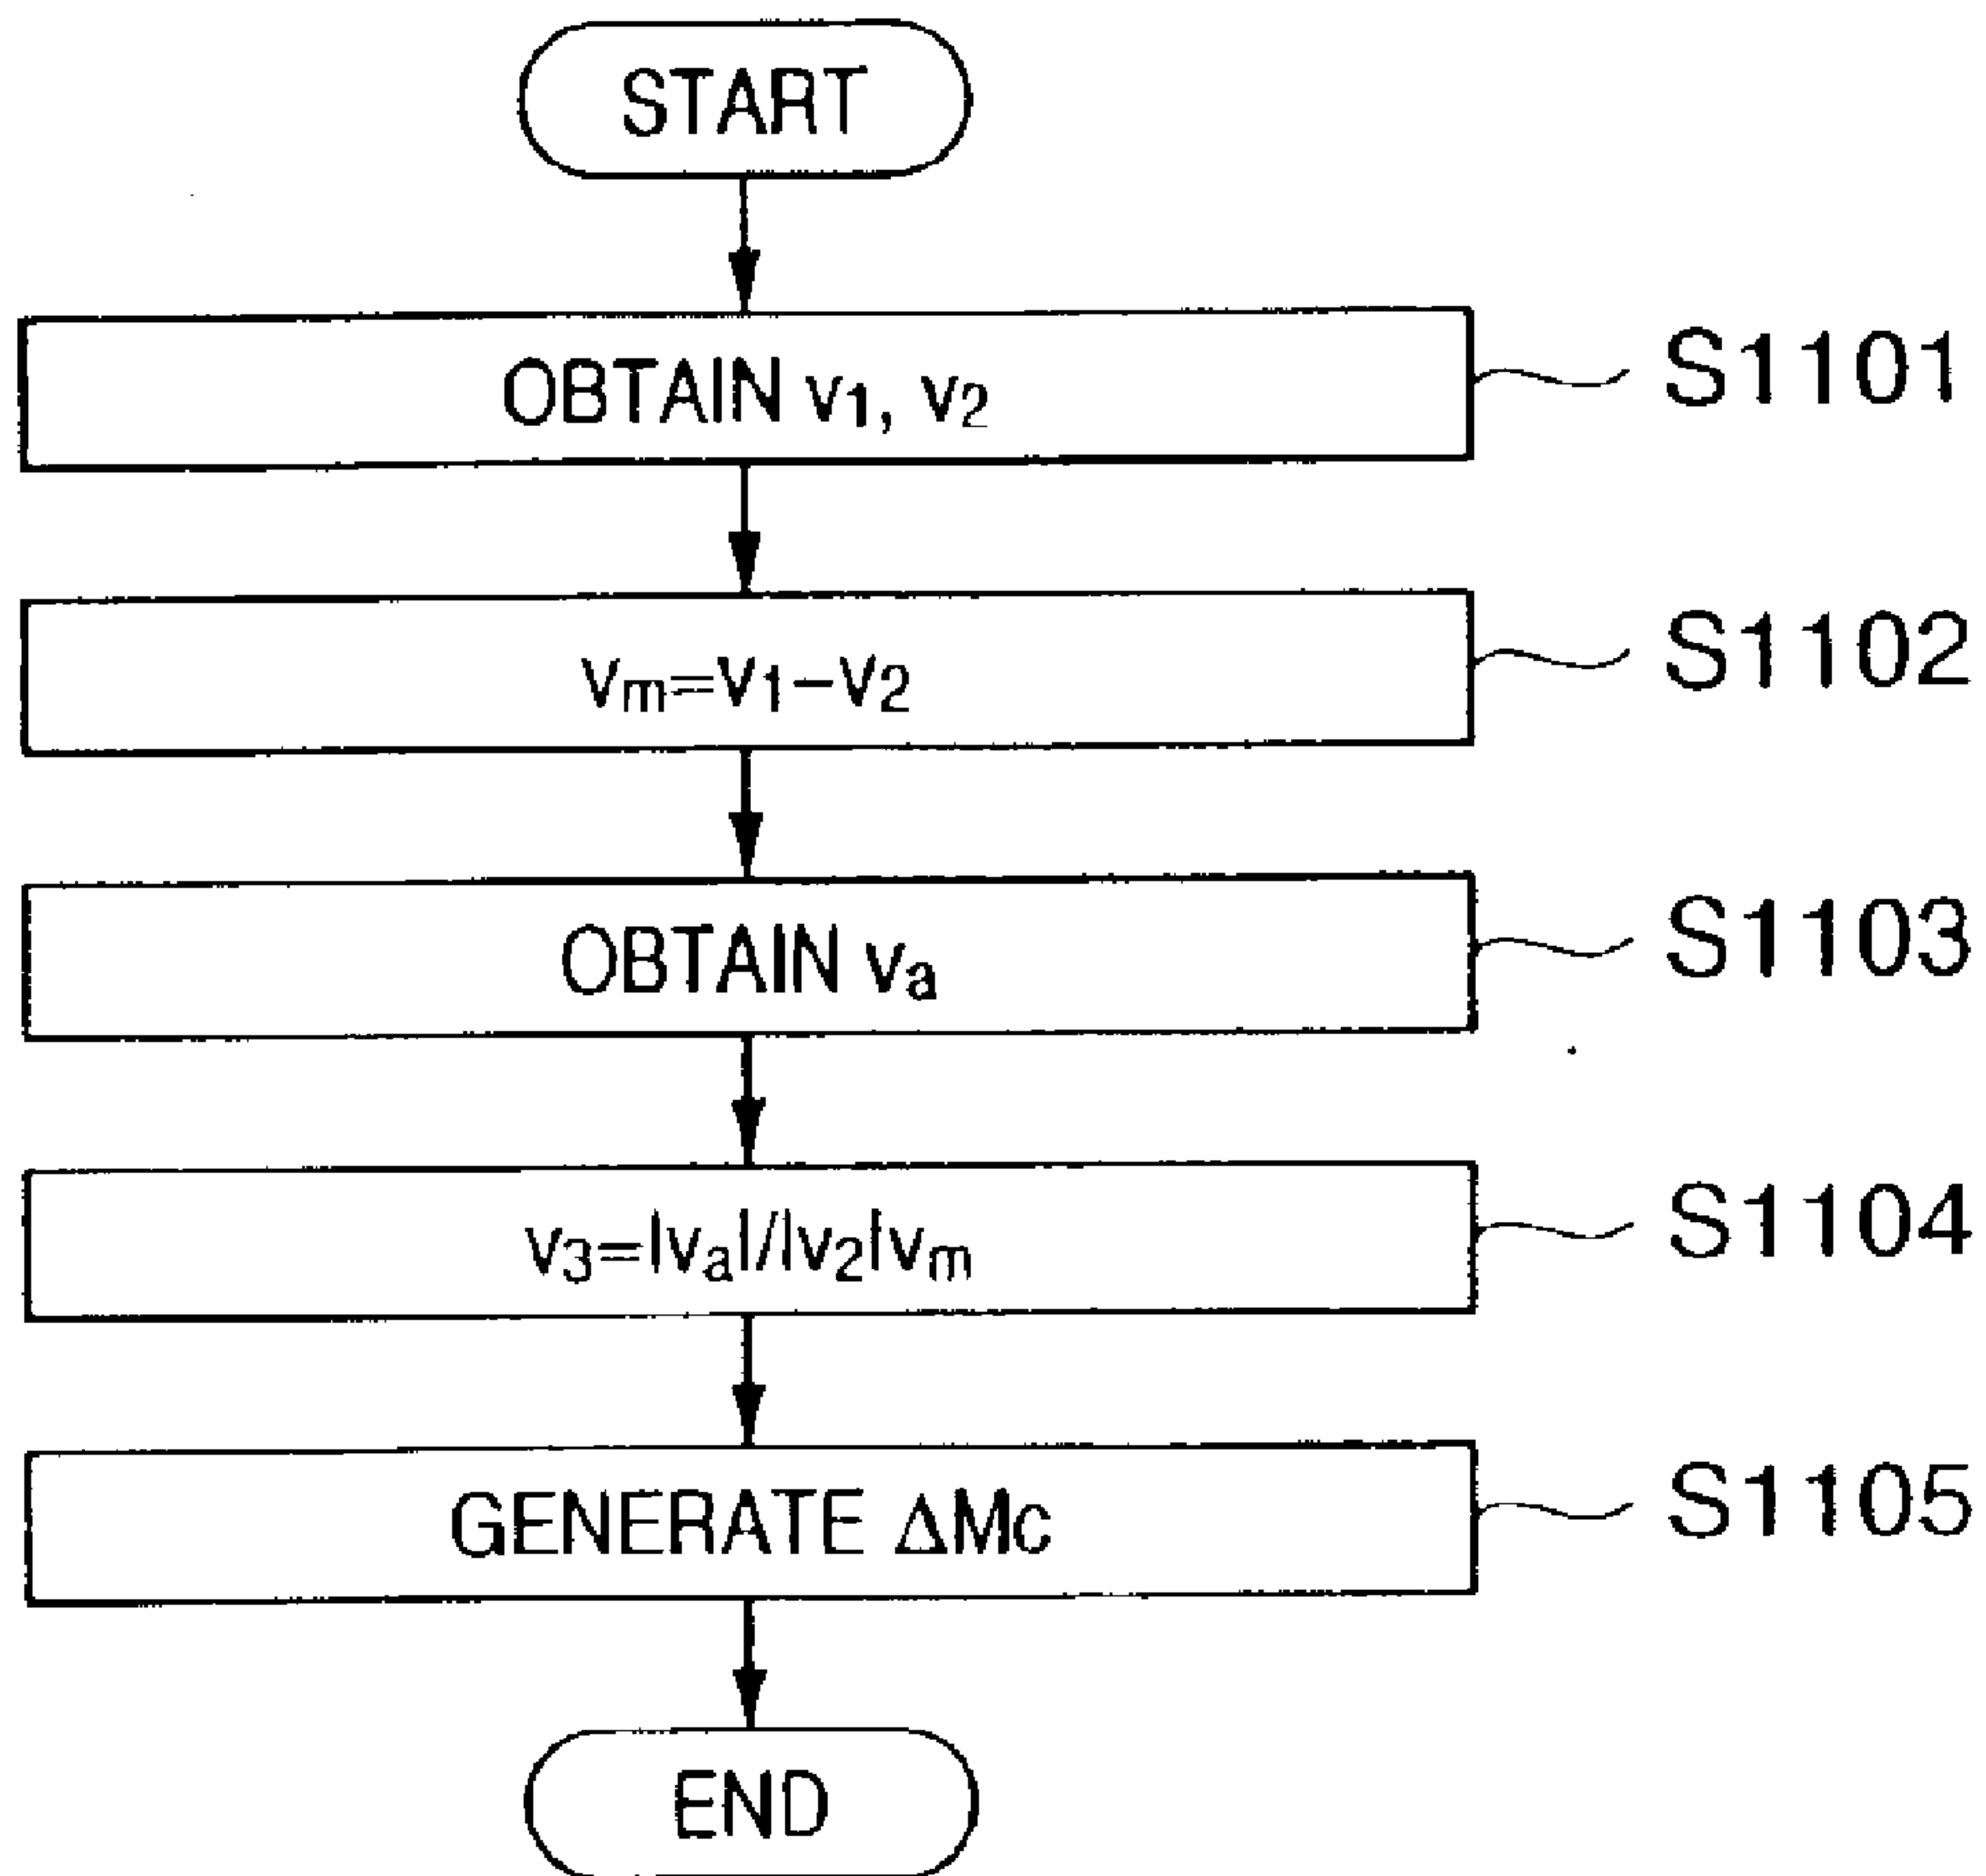 START
OBTAIN v₁, v₂
S1101
vₘ=v₁−v₂
S1102
OBTAIN vₐ
S1103
v₃=|vₐ|/|v₂|vₘ
S1104
GENERATE ΔMc
S1105
END